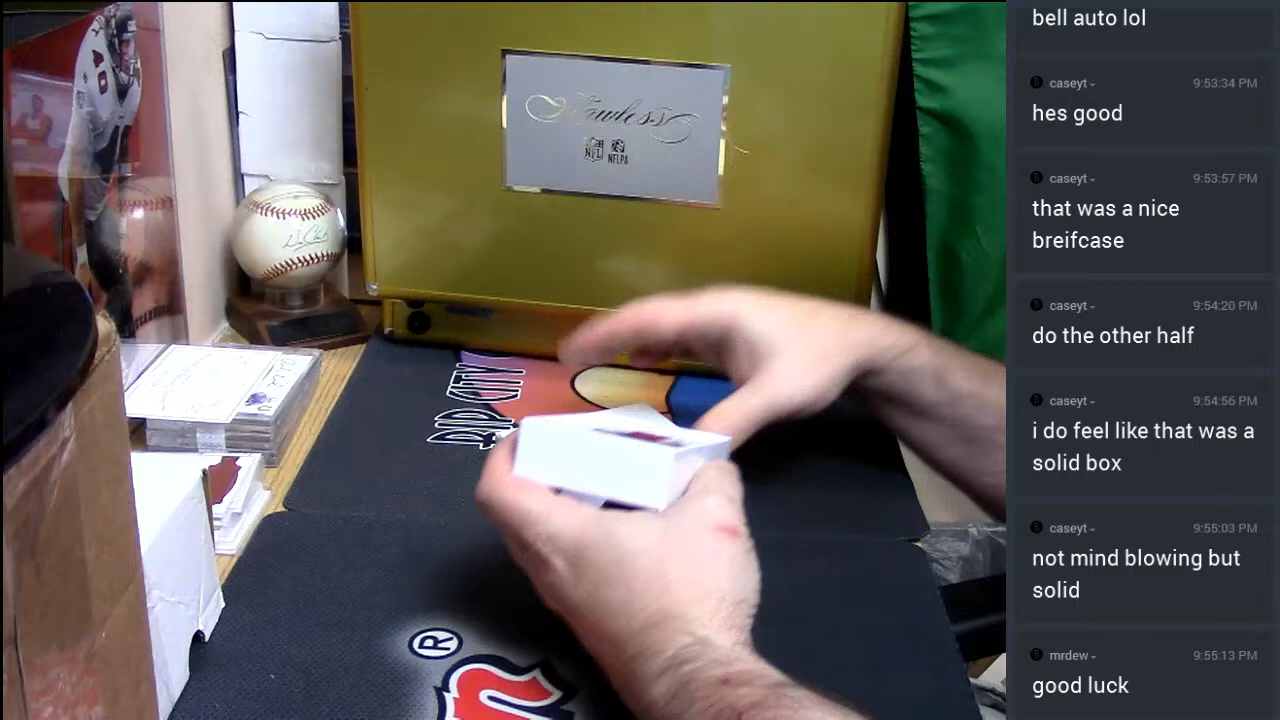 Flawless
NFL
NFLPA
RIP CITY
®
bell auto lol
caseyt
9:53:34 PM
hes good
caseyt
9:53:57 PM
that was a nice
breifcase
caseyt
9:54:20 PM
do the other half
caseyt
9:54:56 PM
i do feel like that was a
solid box
caseyt
9:55:03 PM
not mind blowing but
solid
mrdew
9:55:13 PM
good luck